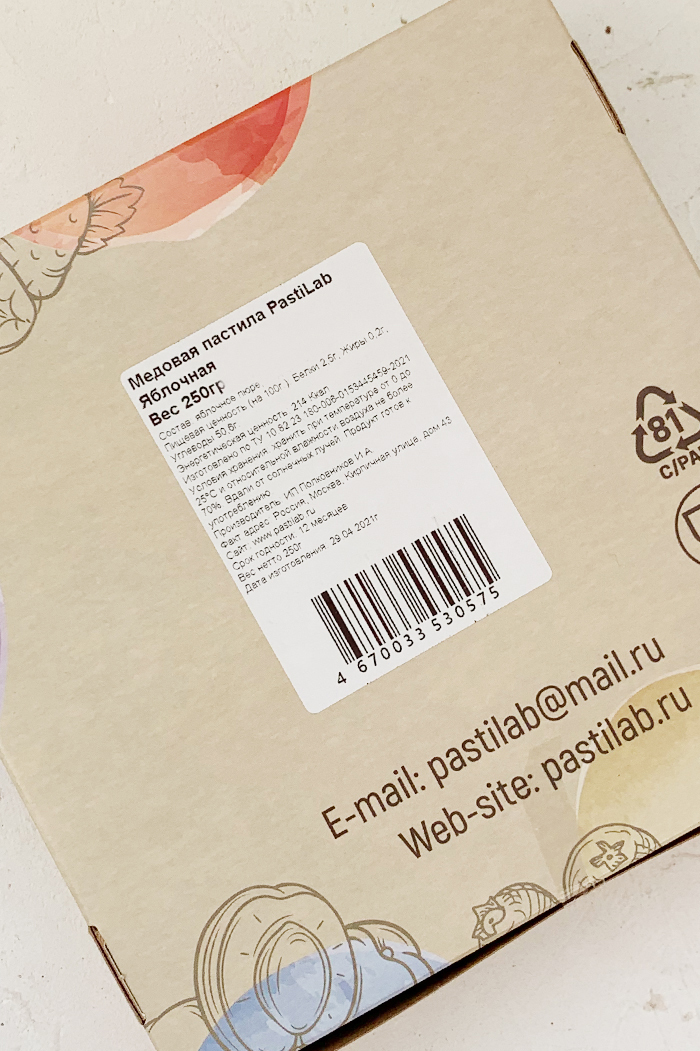 Медовая пастила PastiLab
Яблочная
Вес 250гр
Состав: яблочное пюре
Пищевая ценность ( на 100г ): Белки 2,5г, Жиры 0,2г,
Углеводы 50,8г
Энергетическая ценность 214 Ккал
Изготовлено по ТУ 10.82.23.180-006-0153445459-2021
Условия хранения: хранить при температуре от 0 до
25°С и относительной влажности воздуха не более
70%. Вдали от солнечных лучей. Продукт готов к
употреблению
Производитель: ИП Полковников И.А.
Факт.адрес: Россия, Москва, Кирпичная улица, дом 43
Сайт: www.pastilab.ru
Срок годности: 12 месяцев
Вес нетто 250г
Дата изготовления: 29.04.2021г
4 670033 530575
81
C/PA
E-mail: pastilab@mail.ru
Web-site: pastilab.ru